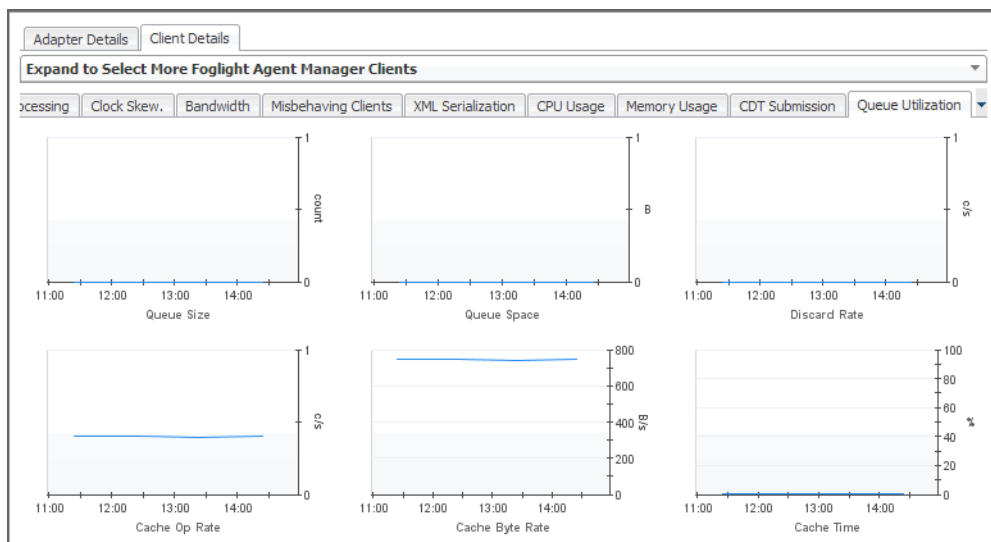 Adapter Details Client Details
Expand to Select More Foglight Agent Manager Clients
ocessing Clock Skew. Bandwidth Misbehaving Clients XML Serialization CPU Usage Memory Usage CDT Submission Queue Utilization
1 1 1
count B c/s
0 0 0
11:00 12:00 13:00 14:00 11:00 12:00 13:00 14:00 11:00 12:00 13:00 14:00
Queue Size Queue Space Discard Rate
1 800 100
600 80
c/s 400 B/s 60 %
200 40
20
0 0 0
11:00 12:00 13:00 14:00 11:00 12:00 13:00 14:00 11:00 12:00 13:00 14:00
Cache Op Rate Cache Byte Rate Cache Time